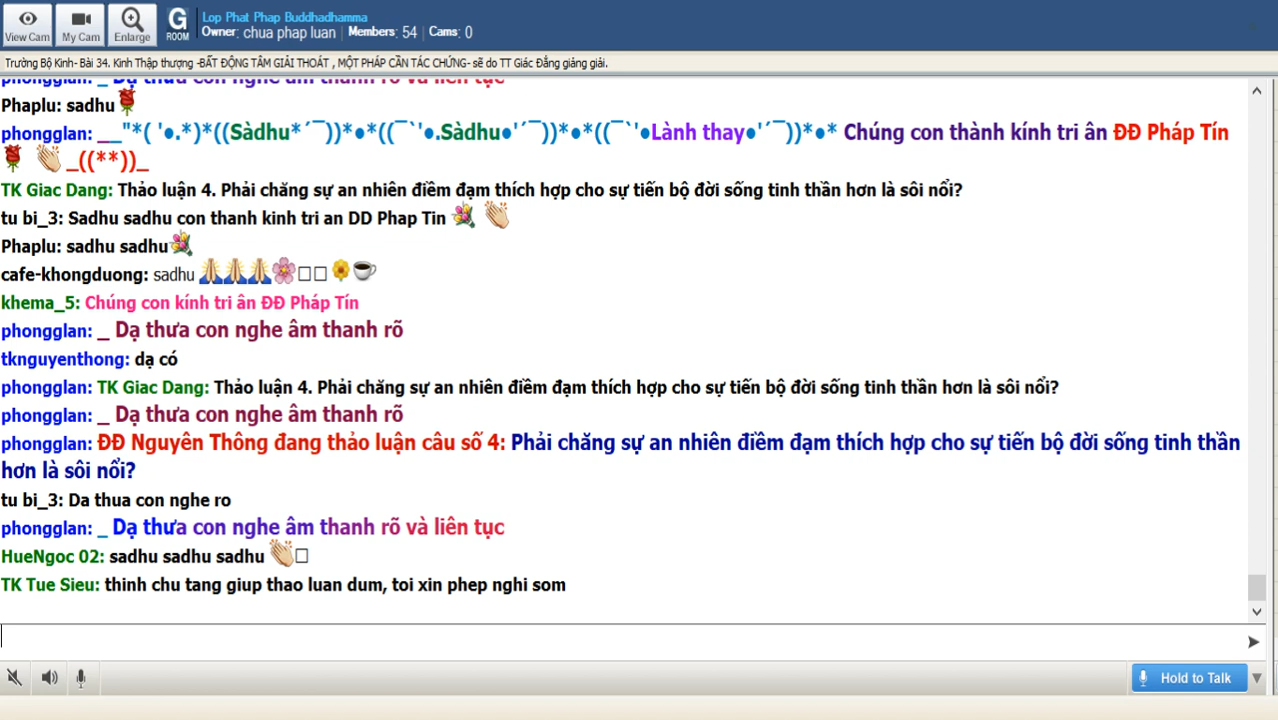 View Cam
My Cam
Enlarge
G
ROOM
Lop Phat Phap Buddhadhamma
Owner: chua phap luan | Members: 54 | Cams: 0
Trường Bộ Kinh- Bài 34. Kinh Thập thượng -BẤT ĐỘNG TÂM GIẢI THOÁT , MỘT PHÁP CẦN TÁC CHỨNG- sẽ do TT Giác Đẳng giảng giải.
phongglan: _ Dạ thưa con nghe âm thanh rõ và liên tục
Phaplu: sadhu🌹
phongglan: __"*( '●.*)*((Sàdhu*´¯))*●*((¯`'●.Sàdhu●'´¯))*●*((¯`'●Lành thay●'´¯))*●* Chúng con thành kính tri ân ĐĐ Pháp Tín
🌹 👏 _((**))_
TK Giac Dang: Thảo luận 4. Phải chăng sự an nhiên điềm đạm thích hợp cho sự tiến bộ đời sống tinh thần hơn là sôi nổi?
tu bi_3: Sadhu sadhu con thanh kinh tri an DD Phap Tin 💐 👏
Phaplu: sadhu sadhu💐
cafe-khongduong: sadhu 🙏🙏🙏🌸□□ 🌼☕
khema_5: Chúng con kính tri ân ĐĐ Pháp Tín
phongglan: _ Dạ thưa con nghe âm thanh rõ
tknguyenthong: dạ có
phongglan: TK Giac Dang: Thảo luận 4. Phải chăng sự an nhiên điềm đạm thích hợp cho sự tiến bộ đời sống tinh thần hơn là sôi nổi?
phongglan: _ Dạ thưa con nghe âm thanh rõ
phongglan: ĐĐ Nguyên Thông đang thảo luận câu số 4: Phải chăng sự an nhiên điềm đạm thích hợp cho sự tiến bộ đời sống tinh thần
hơn là sôi nổi?
tu bi_3: Da thua con nghe ro
phongglan: _ Dạ thưa con nghe âm thanh rõ và liên tục
HueNgoc 02: sadhu sadhu sadhu 👏□
TK Tue Sieu: thinh chu tang giup thao luan dum, toi xin phep nghi som
Hold to Talk